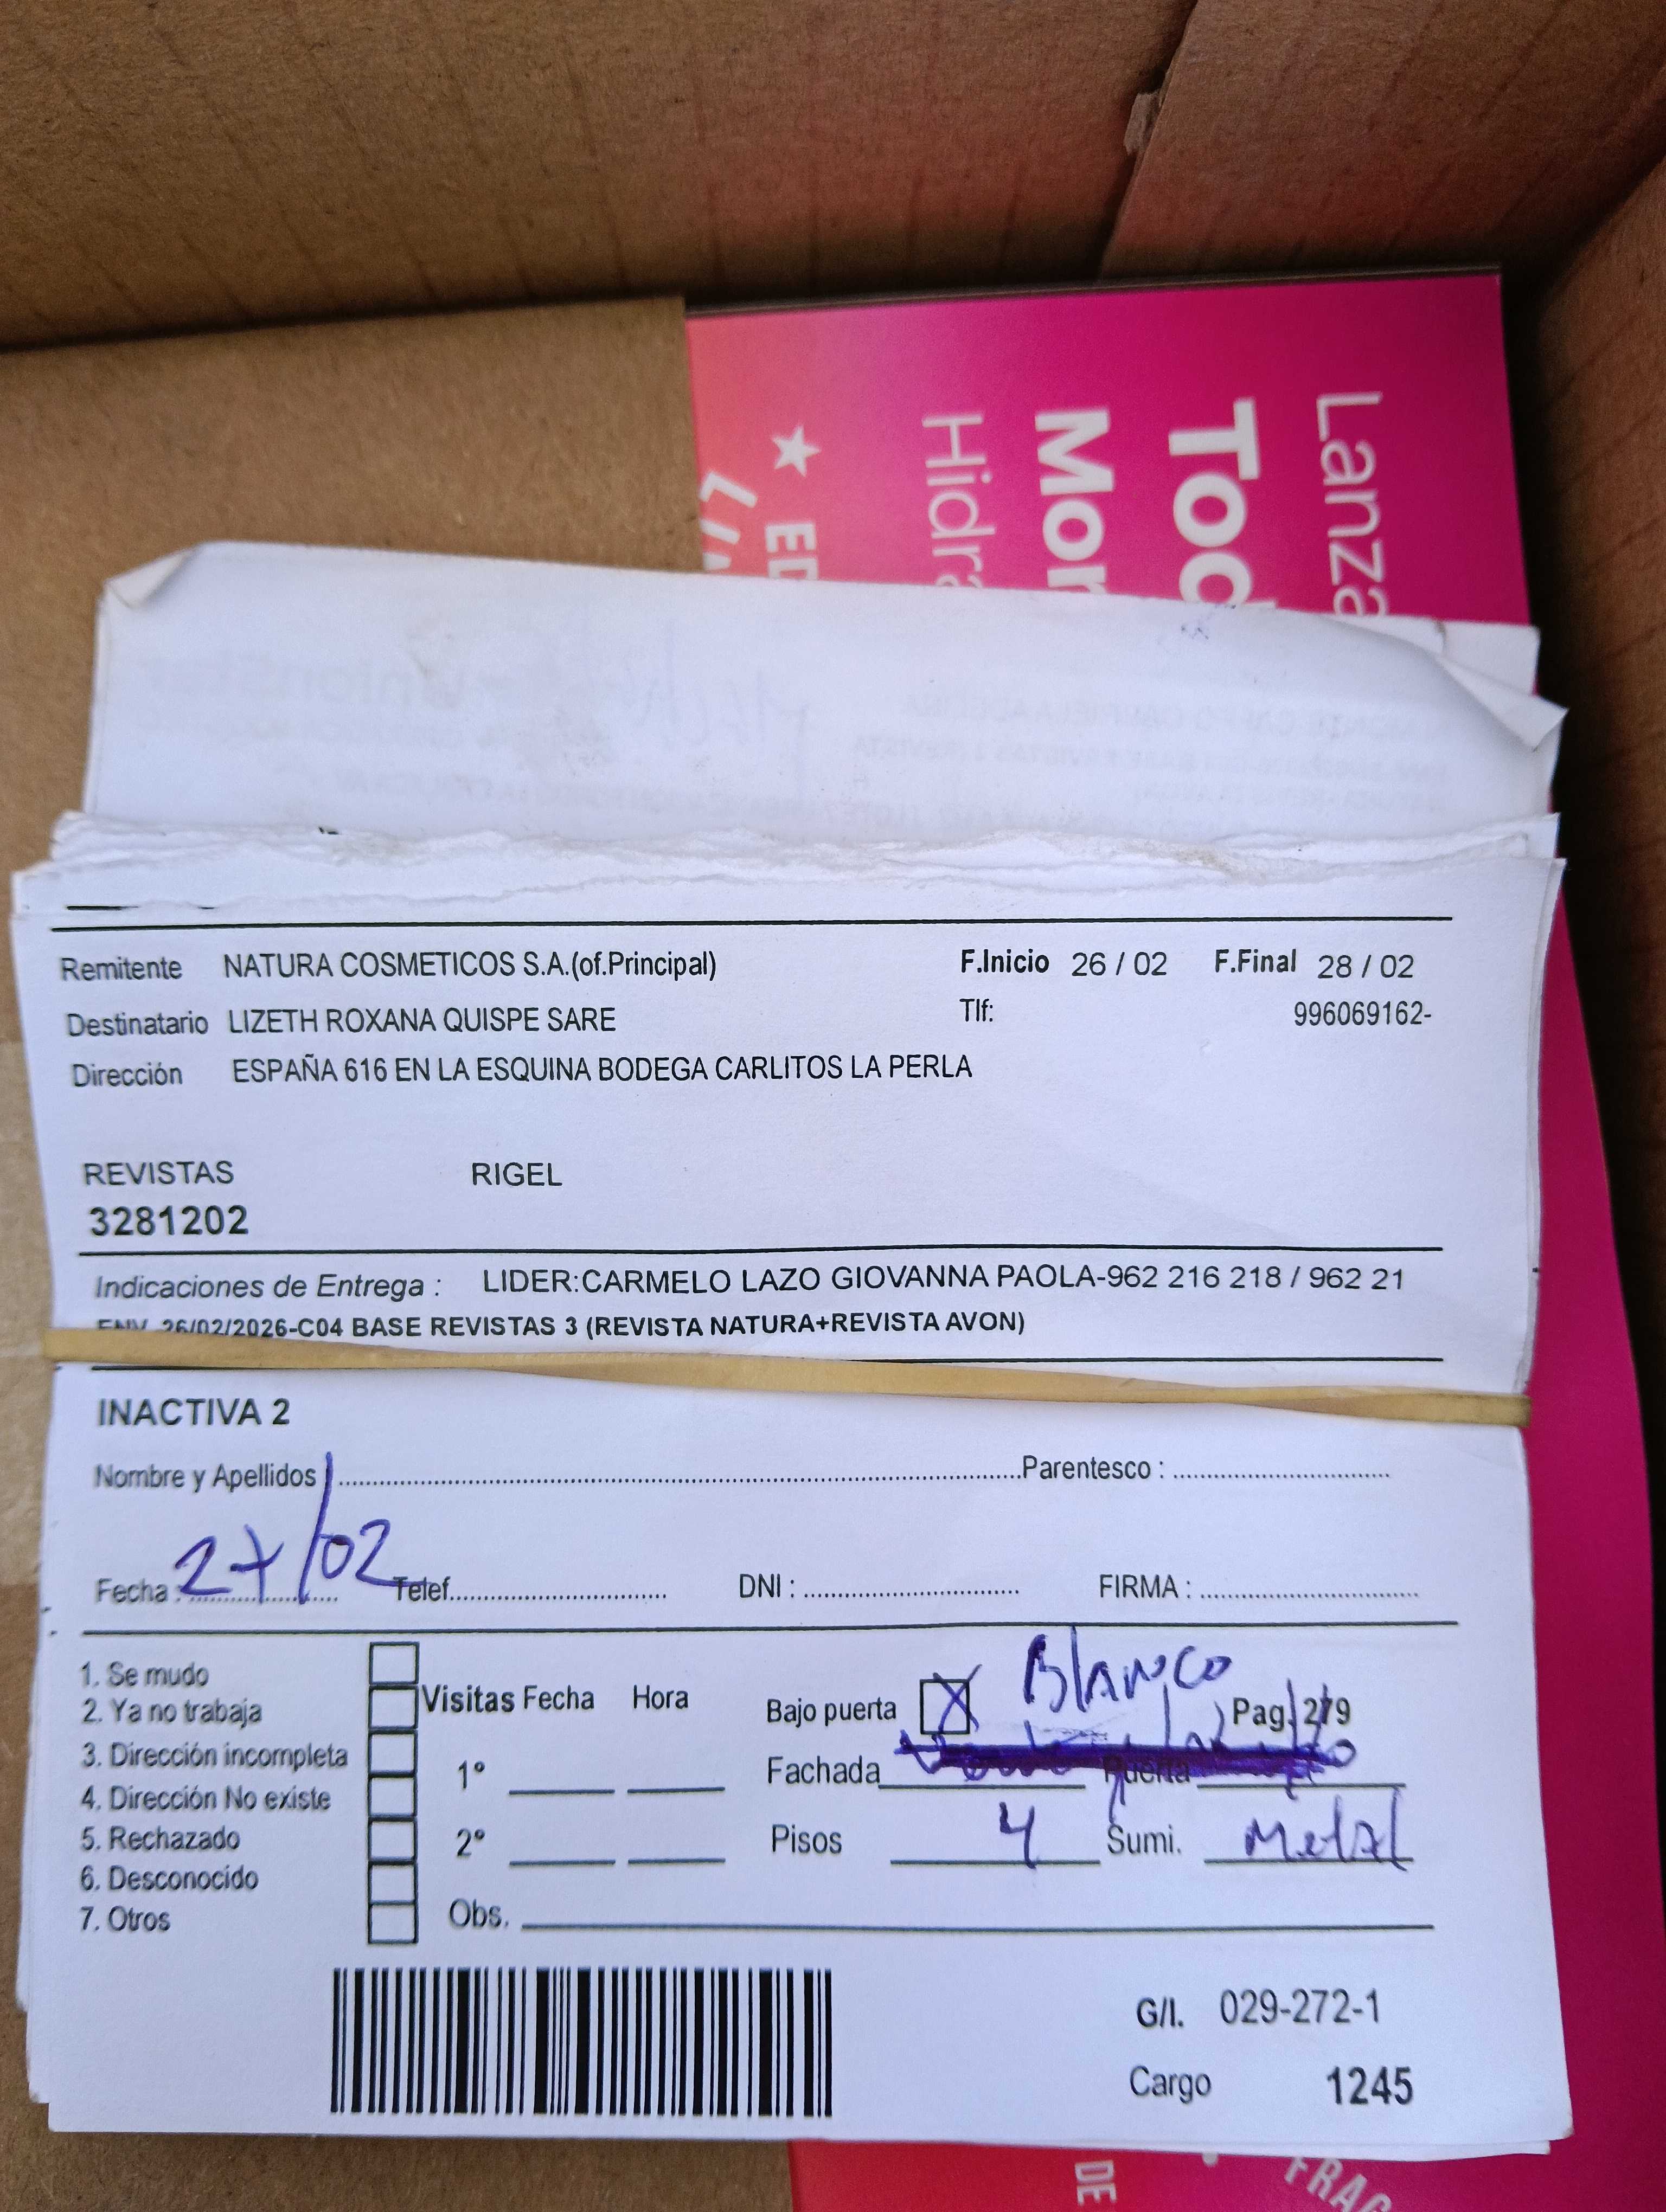 Lanza
Tod
Mor
Hidra
ED
Remitente NATURA COSMETICOS S.A.(of.Principal) F.Inicio 26 / 02 F.Final 28 / 02
Destinatario LIZETH ROXANA QUISPE SARE Tlf: 996069162-
Dirección ESPAÑA 616 EN LA ESQUINA BODEGA CARLITOS LA PERLA
REVISTAS RIGEL
3281202
Indicaciones de Entrega : LIDER:CARMELO LAZO GIOVANNA PAOLA-962 216 218 / 962 21
ENV 26/02/2026-C04 BASE REVISTAS 3 (REVISTA NATURA+REVISTA AVON)
INACTIVA 2
Nombre y Apellidos Parentesco :
Fecha : 27/02 Telef. DNI : FIRMA :
1. Se mudo
2. Ya no trabaja
3. Dirección incompleta
4. Dirección No existe
5. Rechazado
6. Desconocido
7. Otros
Visitas Fecha Hora
1°
2°
Obs.
Bajo puerta X Blanco Pag. 279
Fachada Puerta
Pisos 4 Sumi. Metal
G/I. 029-272-1
Cargo 1245
DE
FRAG